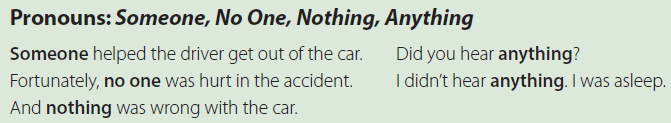 Pronouns: Someone, No One, Nothing, Anything
Someone helped the driver get out of the car.
Fortunately, no one was hurt in the accident.
And nothing was wrong with the car.
Did you hear anything?
I didn’t hear anything. I was asleep.